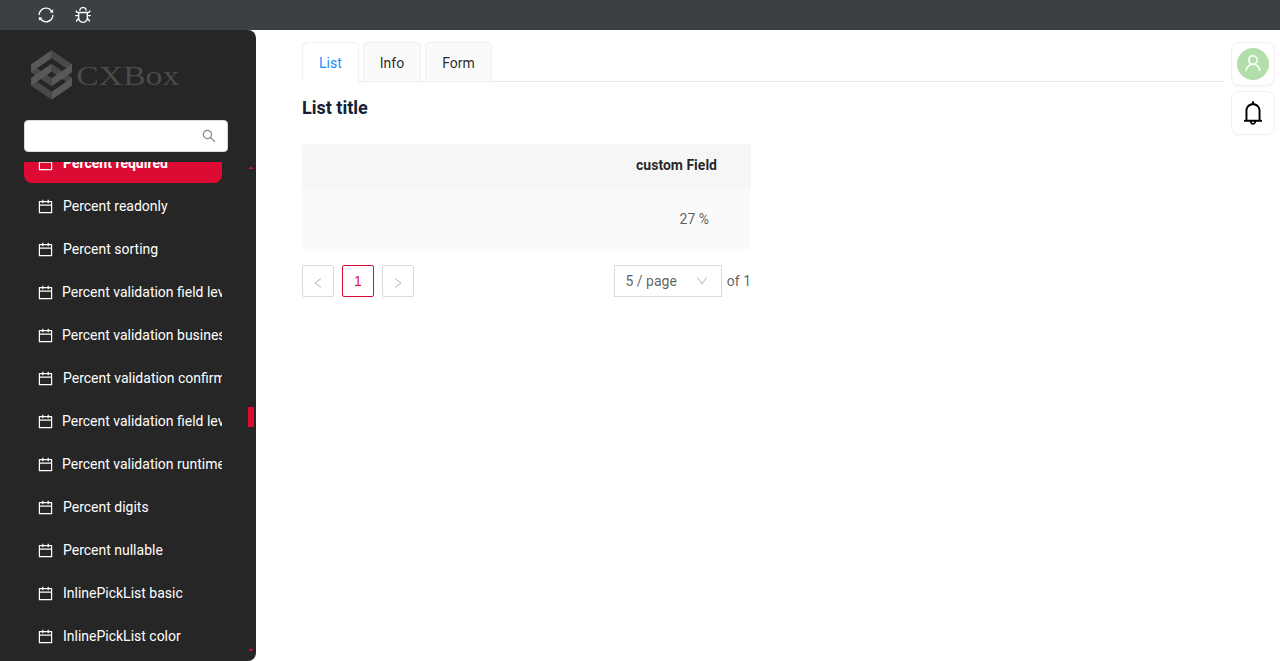 CXBox
Percent required
Percent readonly
Percent sorting
Percent validation field lev
Percent validation busines
Percent validation confirm
Percent validation field lev
Percent validation runtime
Percent digits
Percent nullable
InlinePickList basic
InlinePickList color
List Info Form
List title
custom Field
27 %
1 5 / page of 1